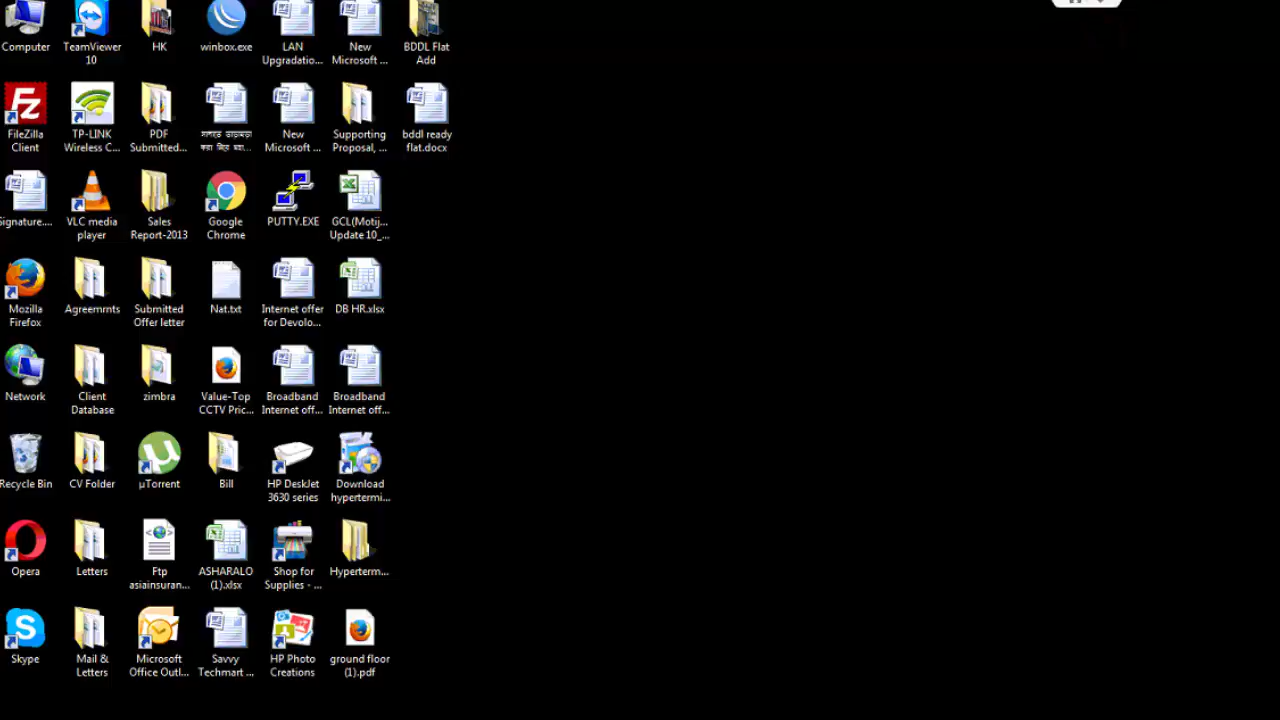 Computer
TeamViewer
10
HK
winbox.exe
LAN
Upgradatio...
New
Microsoft ...
BDDL Flat
Add
FileZilla
Client
TP-LINK
Wireless C...
PDF
Submitted...
New
Microsoft ...
Supporting
Proposal, ...
bddl ready
flat.docx
Signature....
VLC media
player
Sales
Report-2013
Google
Chrome
PUTTY.EXE
GCL(Motij...
Update 10_...
Mozilla
Firefox
Agreemrnts
Submitted
Offer letter
Nat.txt
Internet offer
for Devolo...
DB HR.xlsx
Network
Client
Database
zimbra
Value-Top
CCTV Pric...
Broadband
Internet off...
Broadband
Internet off...
Recycle Bin
CV Folder
µTorrent
Bill
HP DeskJet
3630 series
Download
hypertermi...
Opera
Letters
Ftp
asiainsuran...
ASHARALO
(1).xlsx
Shop for
Supplies - ...
Hyperterm...
Skype
Mail &
Letters
Microsoft
Office Outl...
Savvy
Techmart ...
HP Photo
Creations
ground floor
(1).pdf